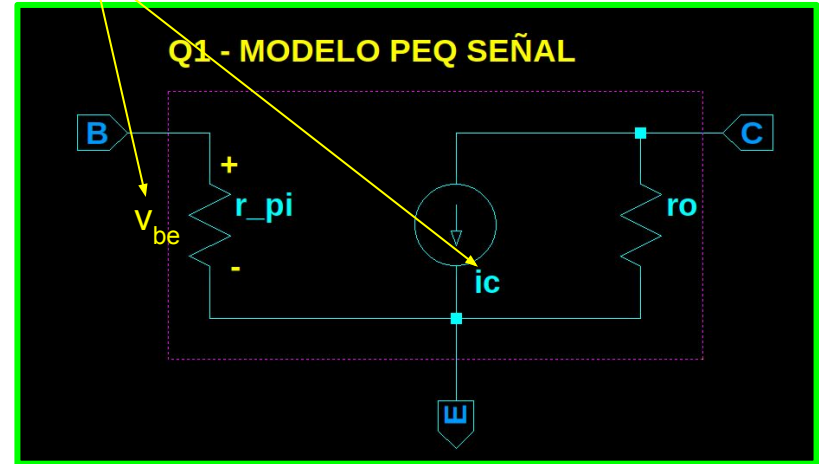 Q1 - MODELO PEQ SEÑAL
B
C
+
r_pi
ro
v_be
-
ic
E